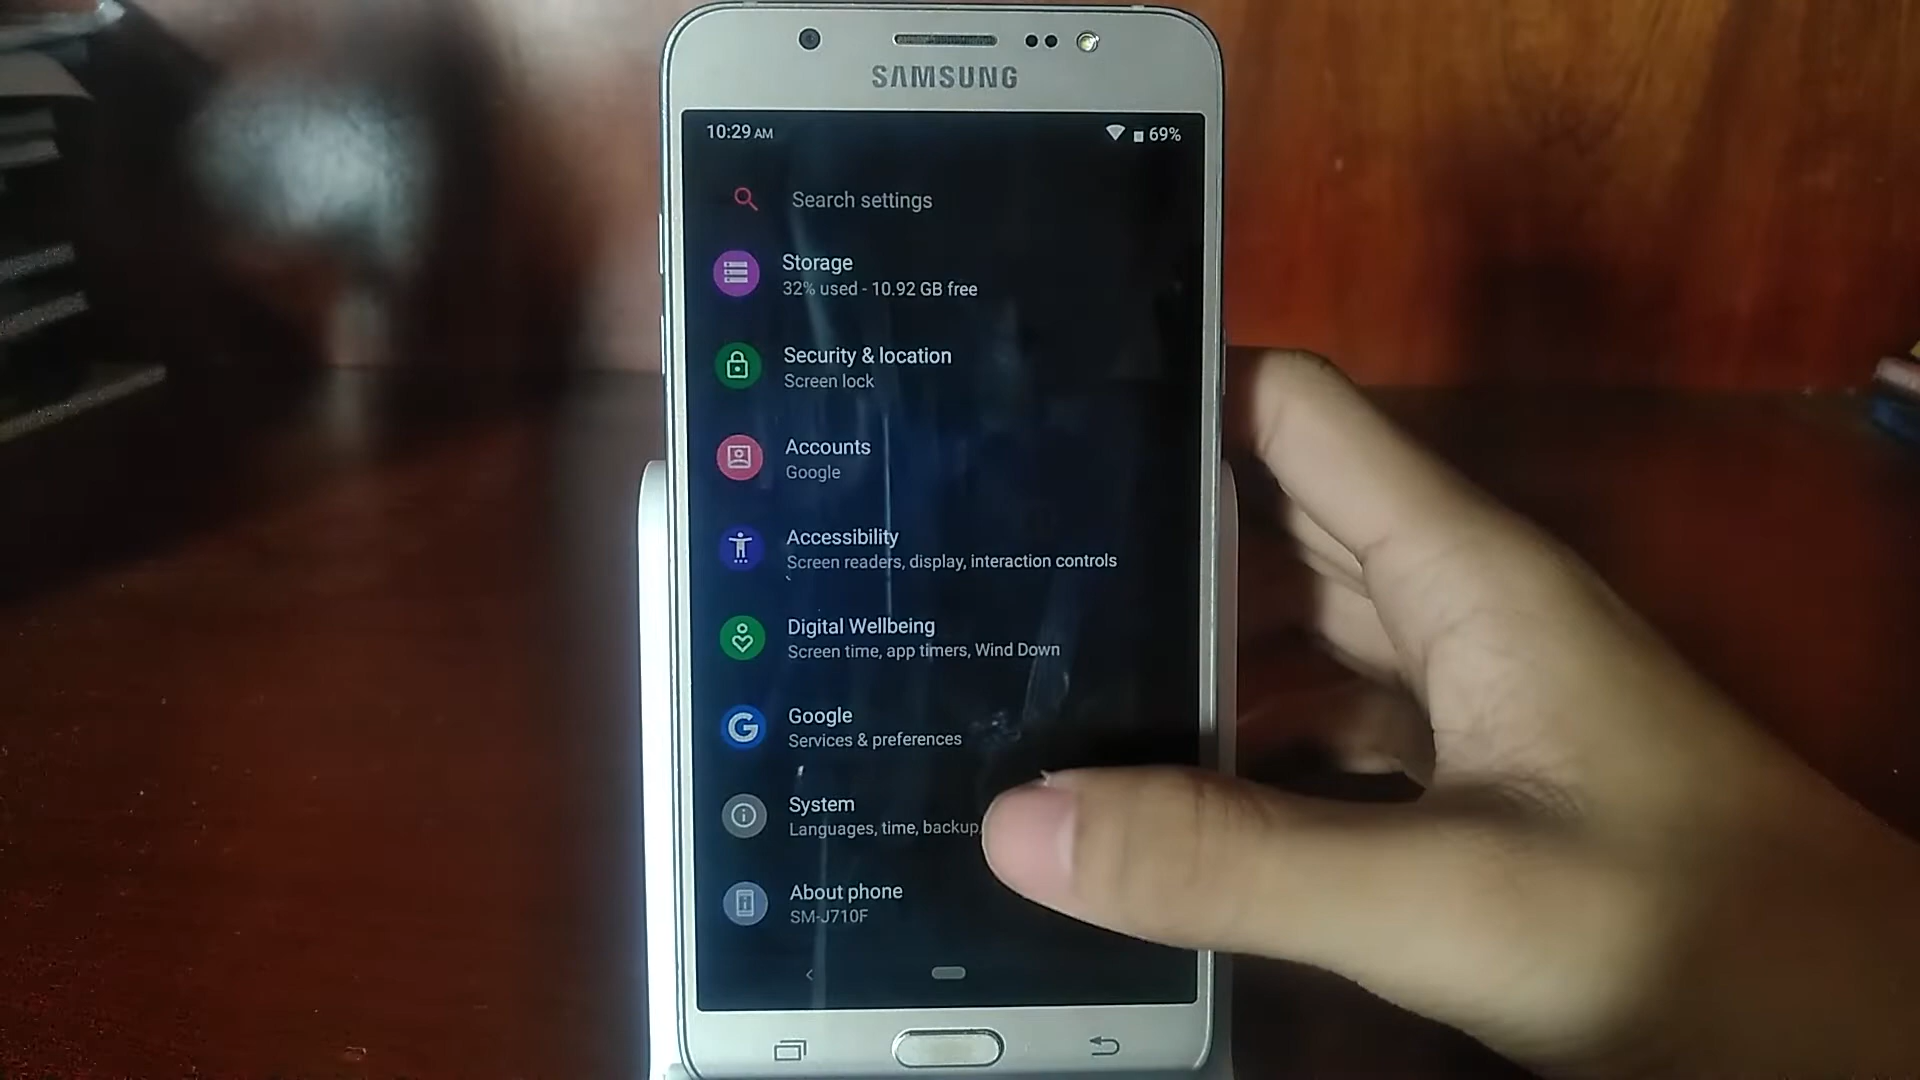 SAMSUNG
10:29 AM
69%
Search settings
Storage
32% used - 10.92 GB free
Security & location
Screen lock
Accounts
Google
Accessibility
Screen readers, display, interaction controls
Digital Wellbeing
Screen time, app timers, Wind Down
Google
Services & preferences
System
Languages, time, backup,
About phone
SM-J710F